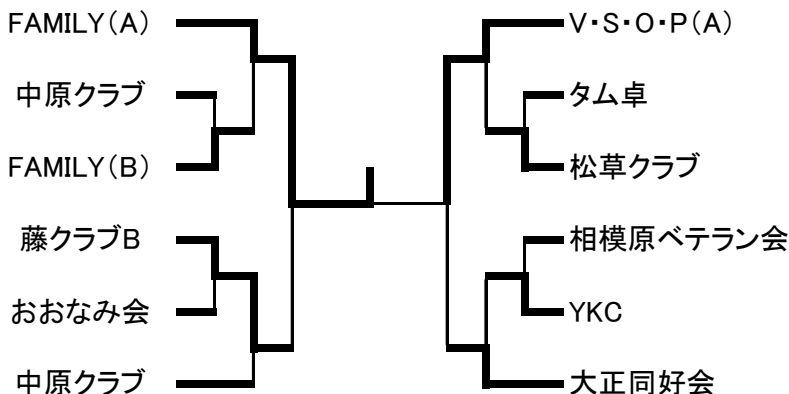 FAMILY(A)
中原クラブ
FAMILY(B)
藤クラブB
おおなみ会
中原クラブ
V・S・O・P(A)
タム卓
松草クラブ
相模原ベテラン会
YKC
大正同好会